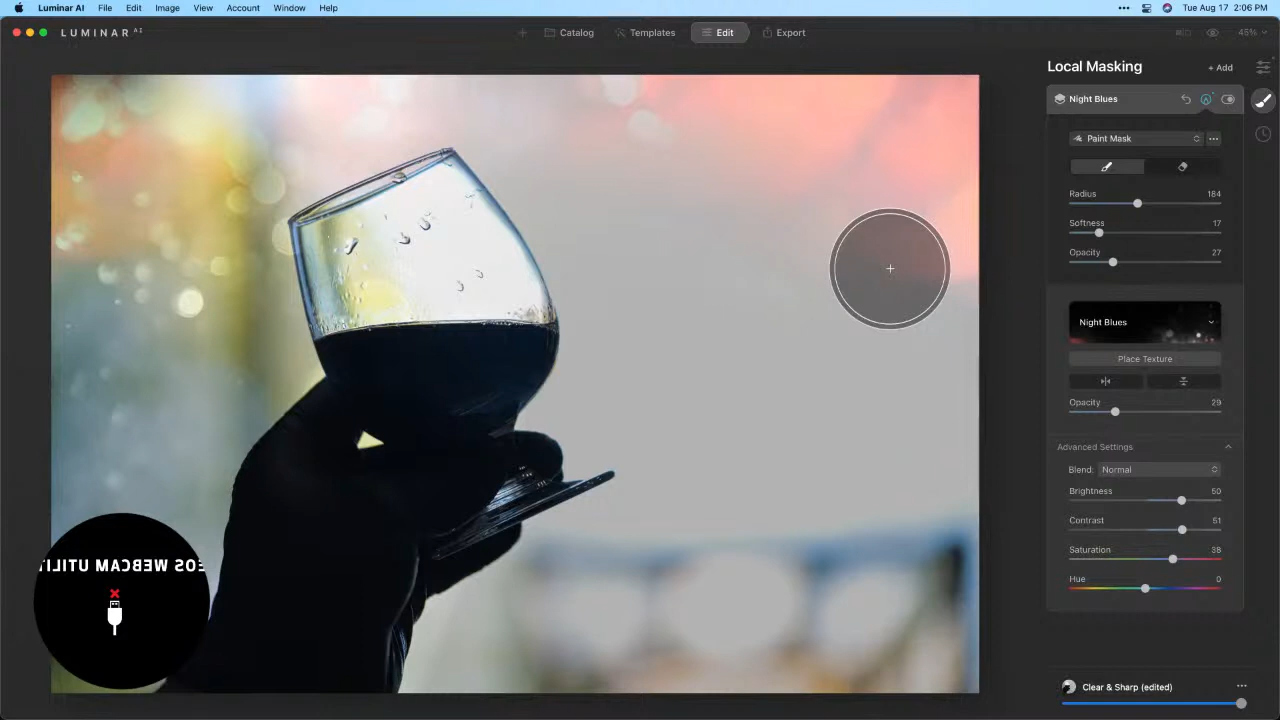 Luminar AI File Edit Image View Account Window Help ••• Tue Aug 17 2:06 PM
LUMINAR AI + Catalog Templates Edit Export 45%
Local Masking + Add
Night Blues
Paint Mask
Radius 184
Softness 17
Opacity 27
Night Blues
Place Texture
Opacity 29
Advanced Settings
Blend: Normal
Brightness 50
Contrast 51
Saturation 38
Hue 0
EOS WEBCAM UTILIT
Clear & Sharp (edited)